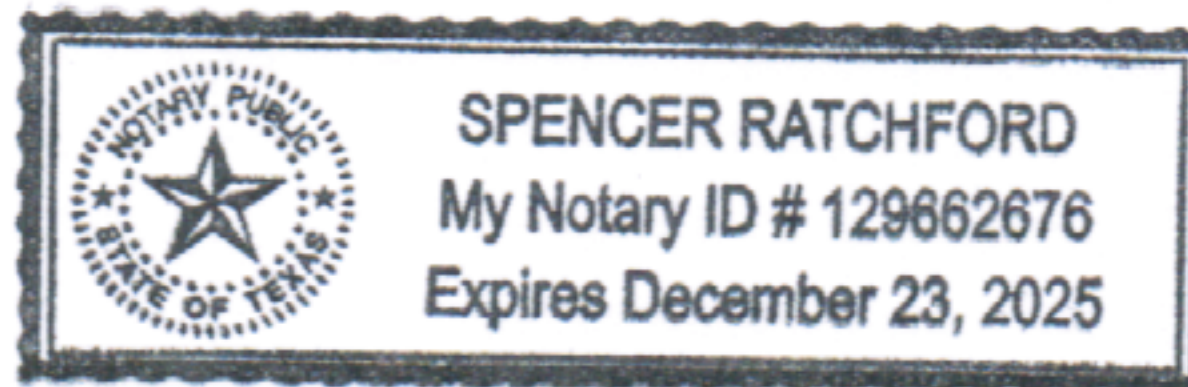 NOTARY PUBLIC
STATE OF TEXAS
SPENCER RATCHFORD
My Notary ID # 129662676
Expires December 23, 2025